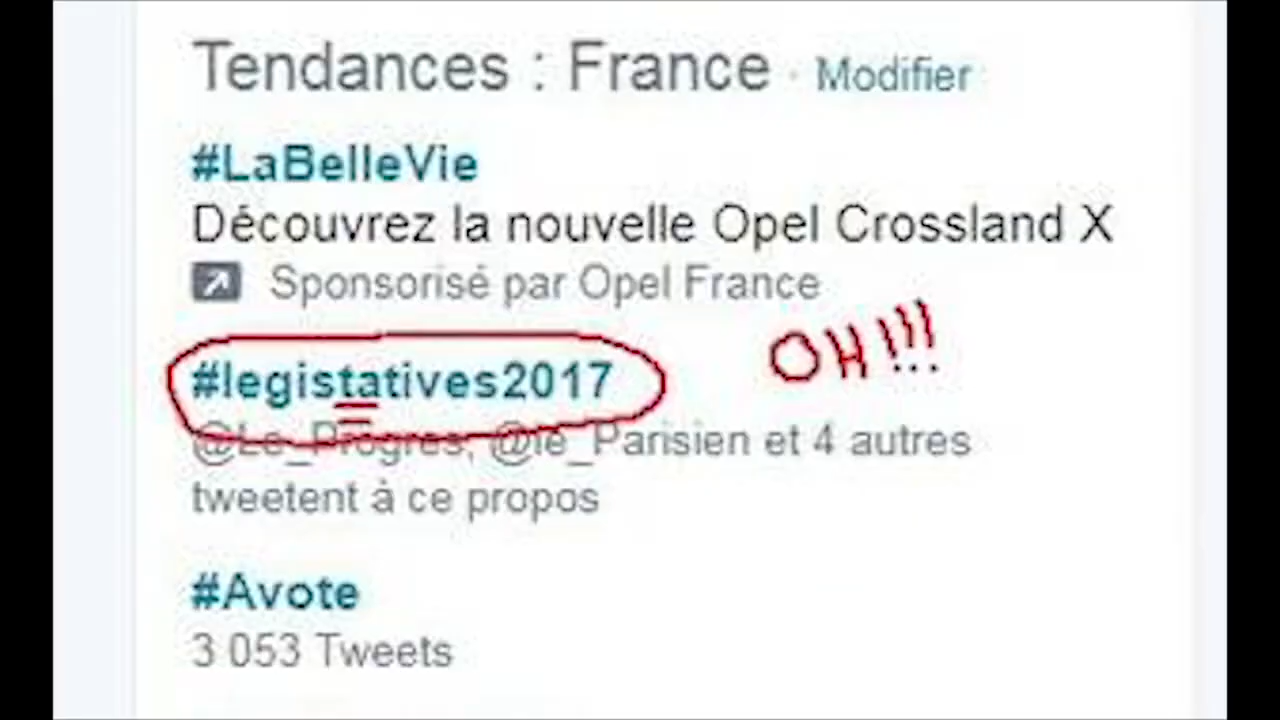 Tendances : France · Modifier
#LaBelleVie
Découvrez la nouvelle Opel Crossland X
Sponsorisé par Opel France
#legistatives2017
OH!!!
@Le_Progres, @le_Parisien et 4 autres
tweetent à ce propos
#Avote
3 053 Tweets